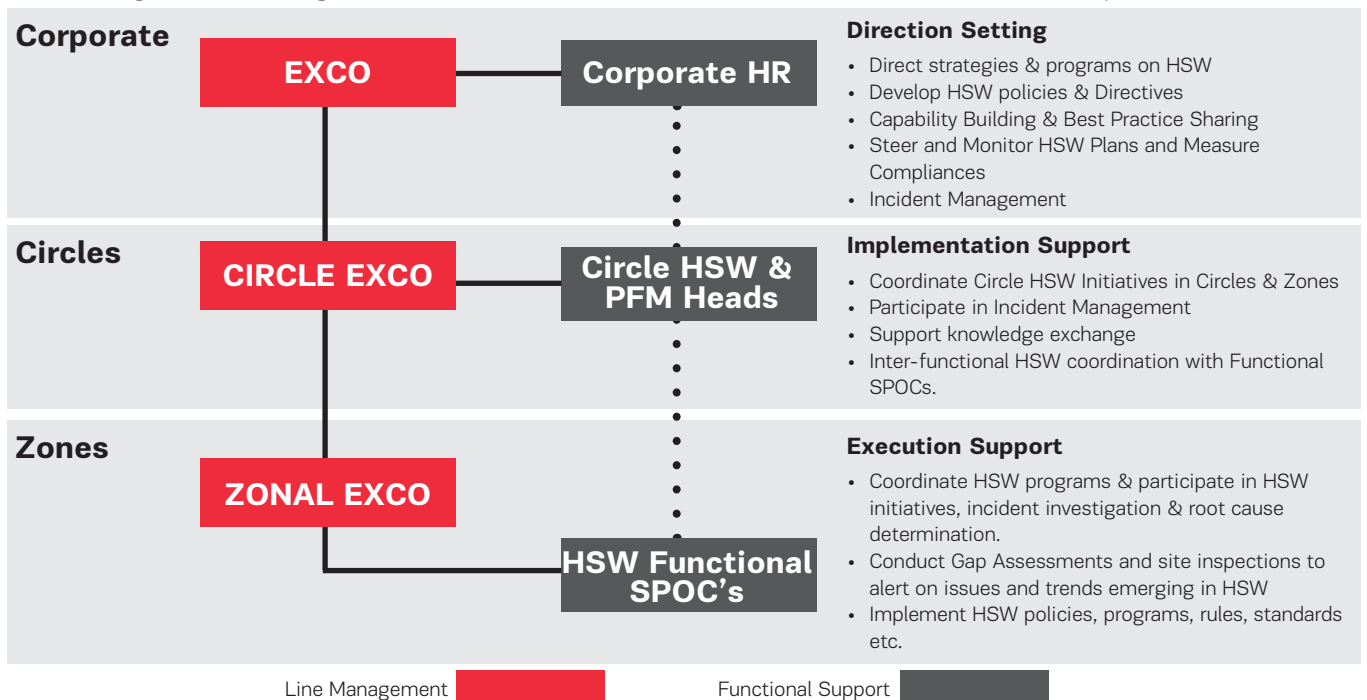 Corporate
EXCO
Corporate HR
Direction Setting
• Direct strategies & programs on HSW
• Develop HSW policies & Directives
• Capability Building & Best Practice Sharing
• Steer and Monitor HSW Plans and Measure
Compliances
• Incident Management
Circles
CIRCLE EXCO
Circle HSW &
PFM Heads
Implementation Support
• Coordinate Circle HSW Initiatives in Circles & Zones
• Participate in Incident Management
• Support knowledge exchange
• Inter-functional HSW coordination with Functional
SPOCs.
Zones
ZONAL EXCO
HSW Functional
SPOC's
Execution Support
• Coordinate HSW programs & participate in HSW
initiatives, incident investigation & root cause
determination.
• Conduct Gap Assessments and site inspections to
alert on issues and trends emerging in HSW
• Implement HSW policies, programs, rules, standards
etc.
Line Management
Functional Support